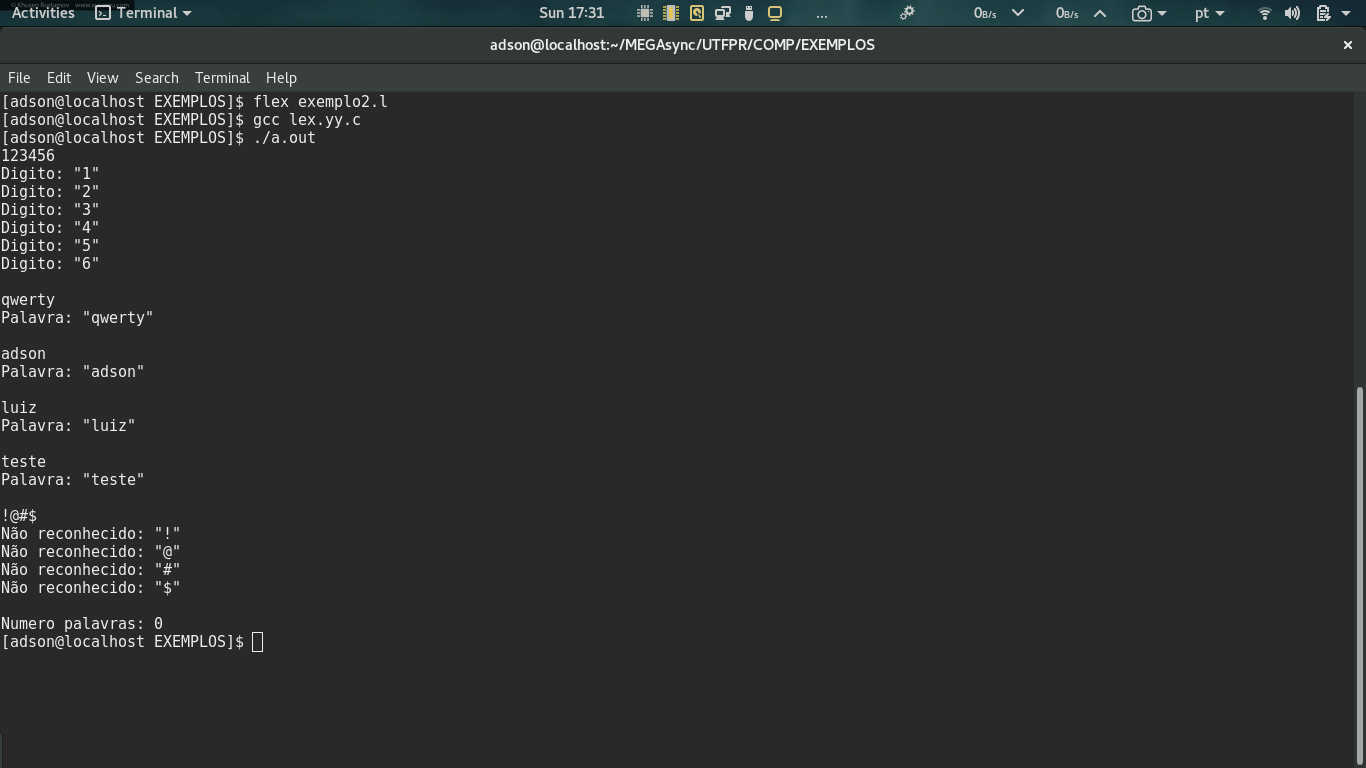 Activities Terminal Sun 17:31 ... 0B/s 0B/s pt
adson@localhost:~/MEGAsync/UTFPR/COMP/EXEMPLOS ×
File Edit View Search Terminal Help
[adson@localhost EXEMPLOS]$ flex exemplo2.l
[adson@localhost EXEMPLOS]$ gcc lex.yy.c
[adson@localhost EXEMPLOS]$ ./a.out
123456
Digito: "1"
Digito: "2"
Digito: "3"
Digito: "4"
Digito: "5"
Digito: "6"
qwerty
Palavra: "qwerty"
adson
Palavra: "adson"
luiz
Palavra: "luiz"
teste
Palavra: "teste"
!@#$
Não reconhecido: "!"
Não reconhecido: "@"
Não reconhecido: "#"
Não reconhecido: "$"
Numero palavras: 0
[adson@localhost EXEMPLOS]$